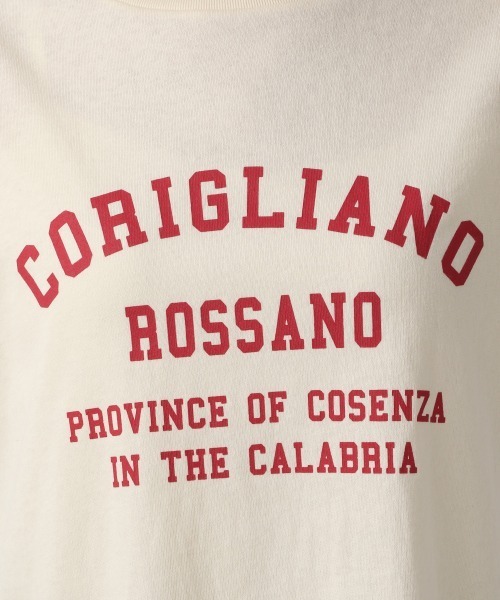 CORIGLIANO
ROSSANO
PROVINCE OF COSENZA
IN THE CALABRIA